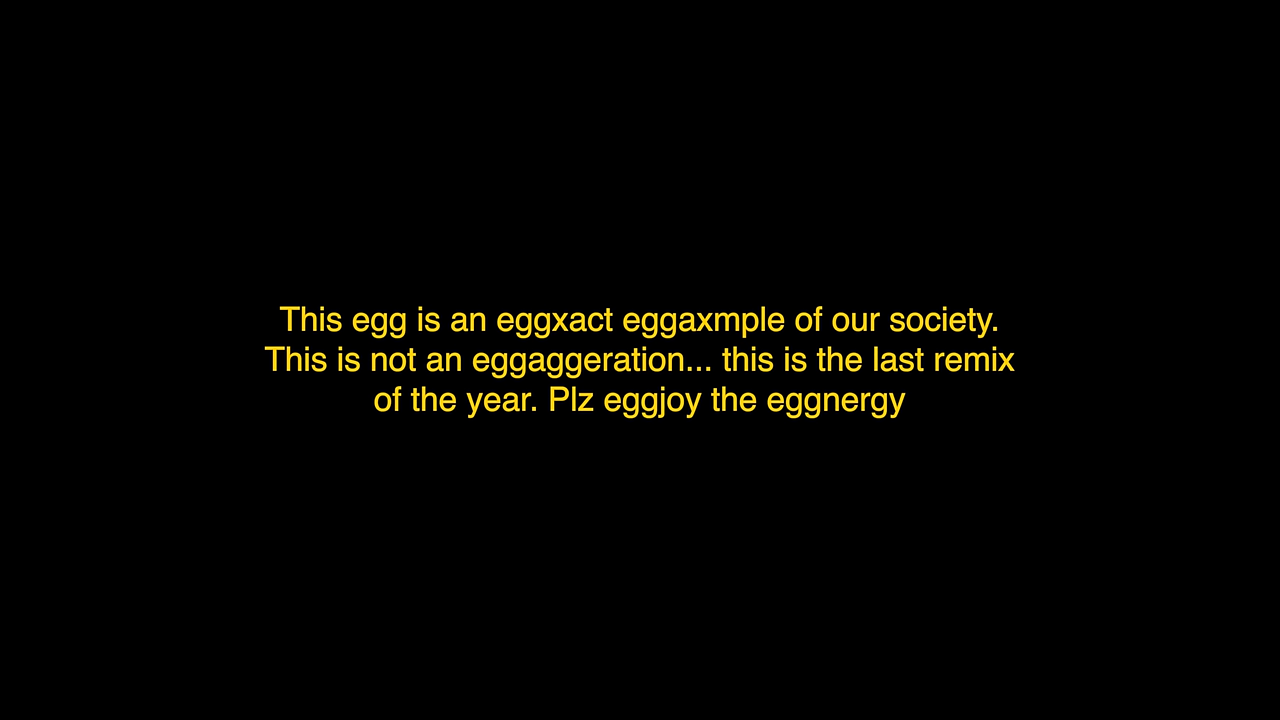 This egg is an eggxact eggaxmple of our society.
This is not an eggaggeration... this is the last remix
of the year. Plz eggjoy the eggnergy